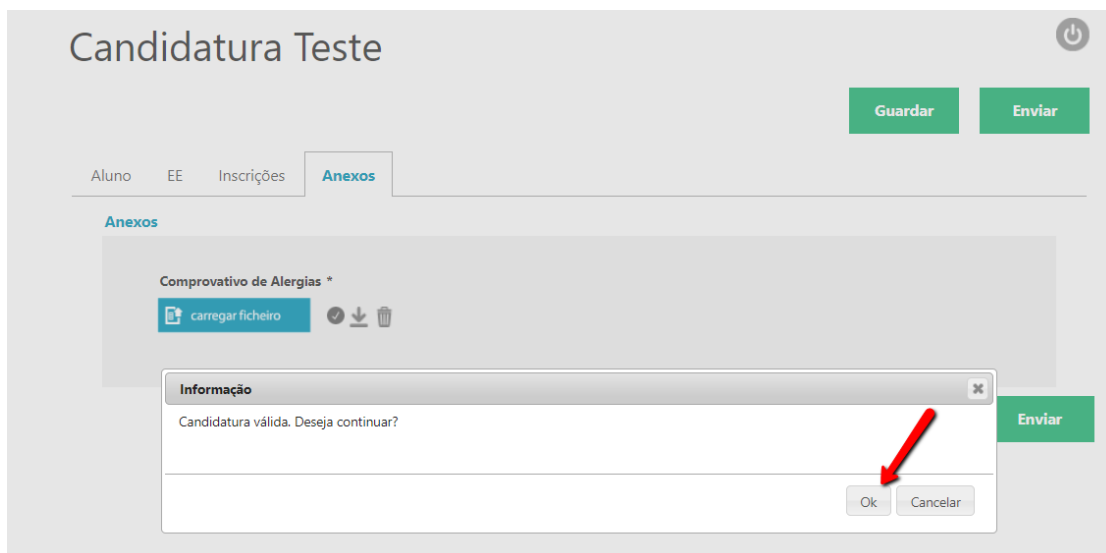 Candidatura Teste
Guardar Enviar
Aluno EE Inscrições Anexos
Anexos
Comprovativo de Alergias *
carregar ficheiro
Informação
Candidatura válida. Deseja continuar?
Enviar
Ok Cancelar